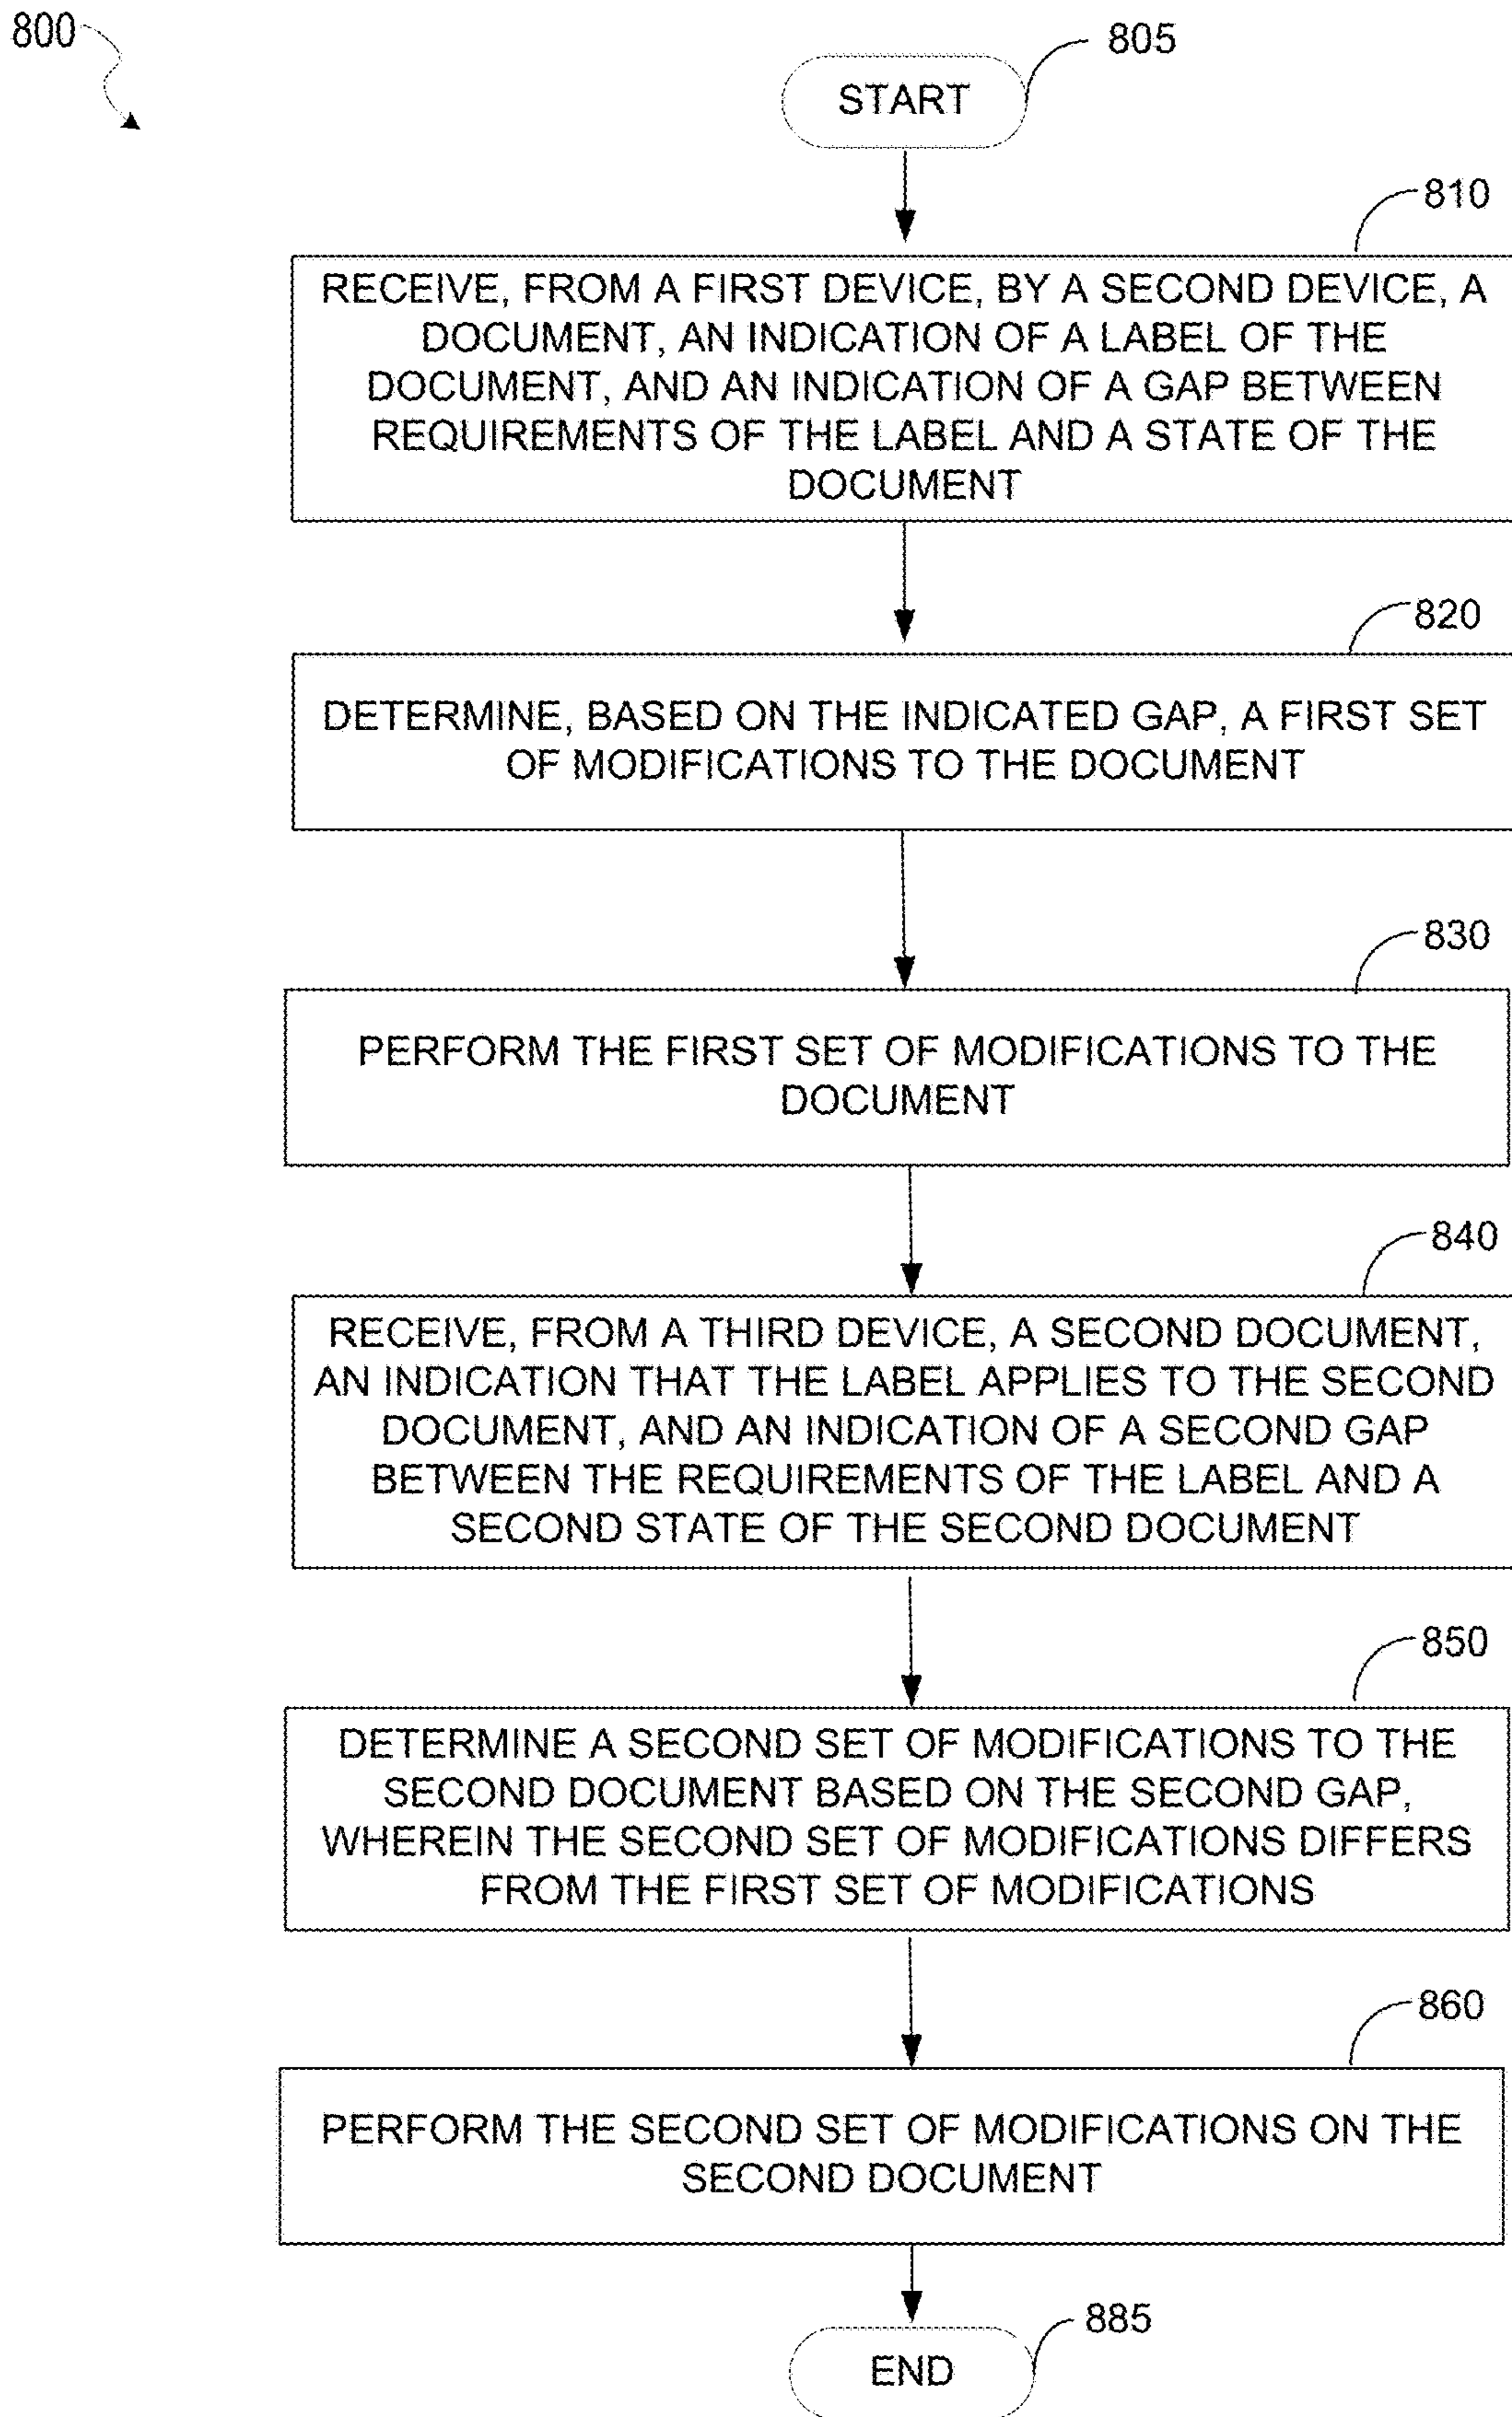 800
805
START
810
RECEIVE, FROM A FIRST DEVICE, BY A SECOND DEVICE, A
DOCUMENT, AN INDICATION OF A LABEL OF THE
DOCUMENT, AND AN INDICATION OF A GAP BETWEEN
REQUIREMENTS OF THE LABEL AND A STATE OF THE
DOCUMENT
820
DETERMINE, BASED ON THE INDICATED GAP, A FIRST SET
OF MODIFICATIONS TO THE DOCUMENT
830
PERFORM THE FIRST SET OF MODIFICATIONS TO THE
DOCUMENT
840
RECEIVE, FROM A THIRD DEVICE, A SECOND DOCUMENT,
AN INDICATION THAT THE LABEL APPLIES TO THE SECOND
DOCUMENT, AND AN INDICATION OF A SECOND GAP
BETWEEN THE REQUIREMENTS OF THE LABEL AND A
SECOND STATE OF THE SECOND DOCUMENT
850
DETERMINE A SECOND SET OF MODIFICATIONS TO THE
SECOND DOCUMENT BASED ON THE SECOND GAP,
WHEREIN THE SECOND SET OF MODIFICATIONS DIFFERS
FROM THE FIRST SET OF MODIFICATIONS
860
PERFORM THE SECOND SET OF MODIFICATIONS ON THE
SECOND DOCUMENT
885
END